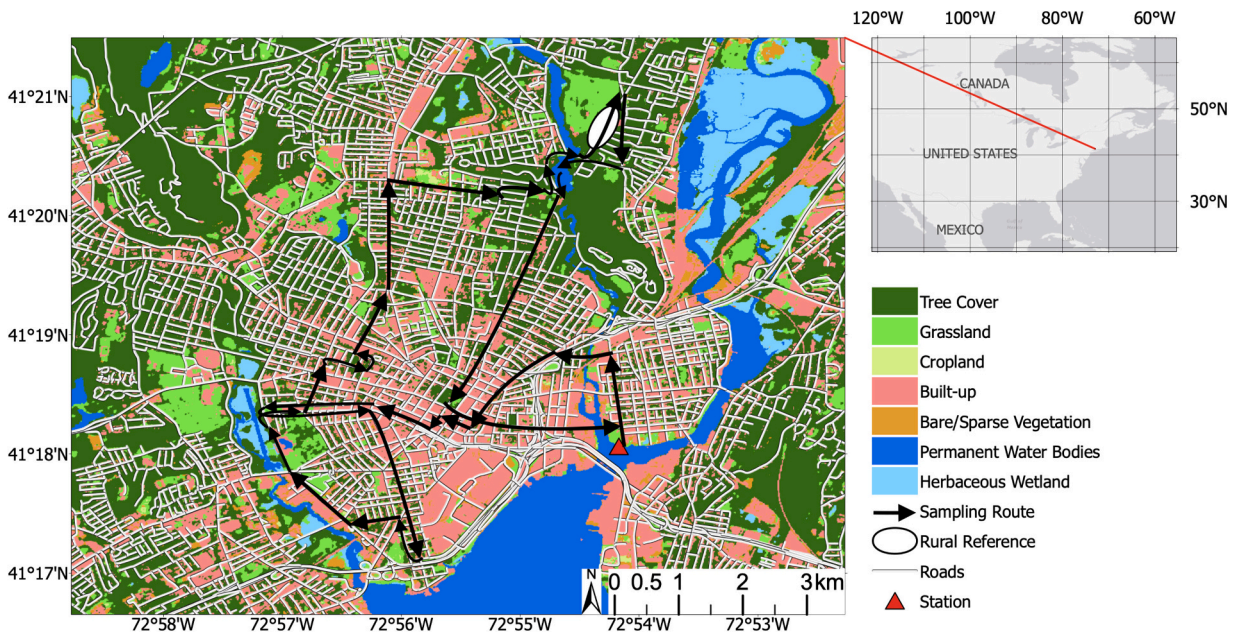 120°W 100°W 80°W 60°W
CANADA
UNITED STATES
MEXICO
50°N
30°N
41°21'N
41°20'N
41°19'N
41°18'N
41°17'N
72°58'W 72°57'W 72°56'W 72°55'W 72°54'W 72°53'W
N
0 0.5 1 2 3km
Tree Cover
Grassland
Cropland
Built-up
Bare/Sparse Vegetation
Permanent Water Bodies
Herbaceous Wetland
Sampling Route
Rural Reference
Roads
Station